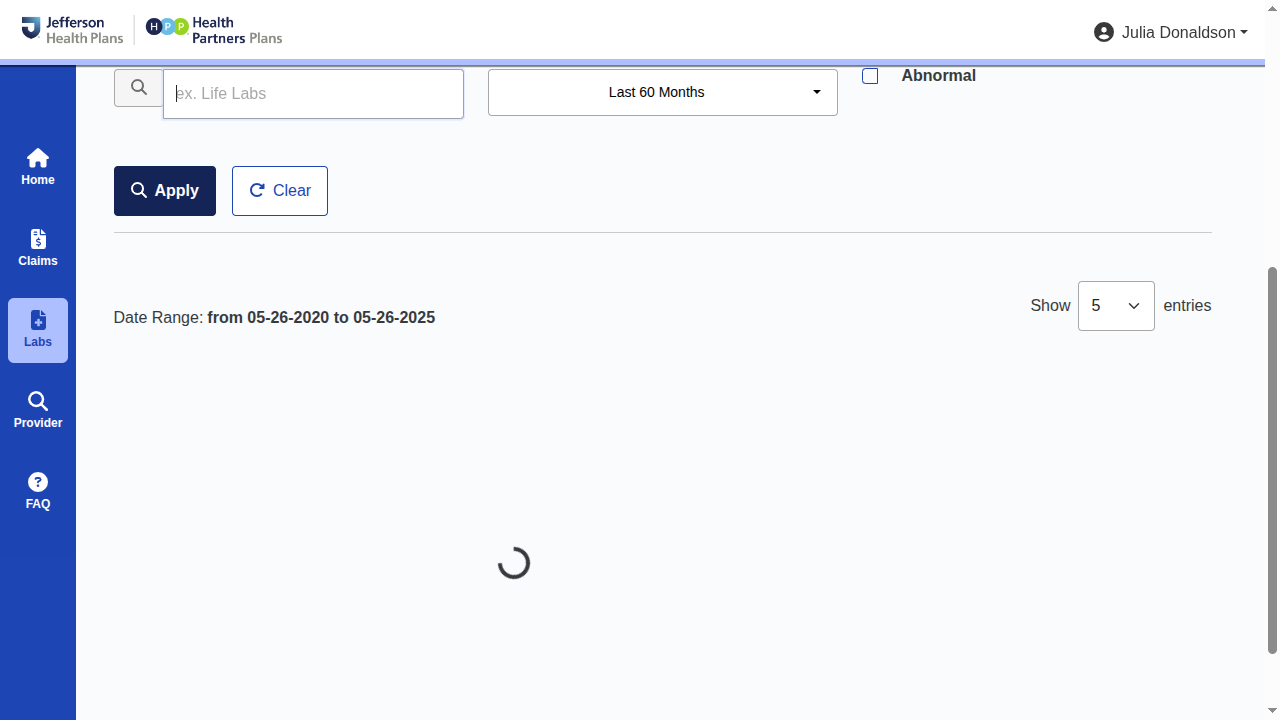 Jefferson
Health Plans
HPP
Health
Partners Plans
Julia Donaldson
Home
Claims
Labs
Provider
FAQ
ex. Life Labs
Last 60 Months
Abnormal
Apply
Clear
Date Range: from 05-26-2020 to 05-26-2025
Show 5 entries